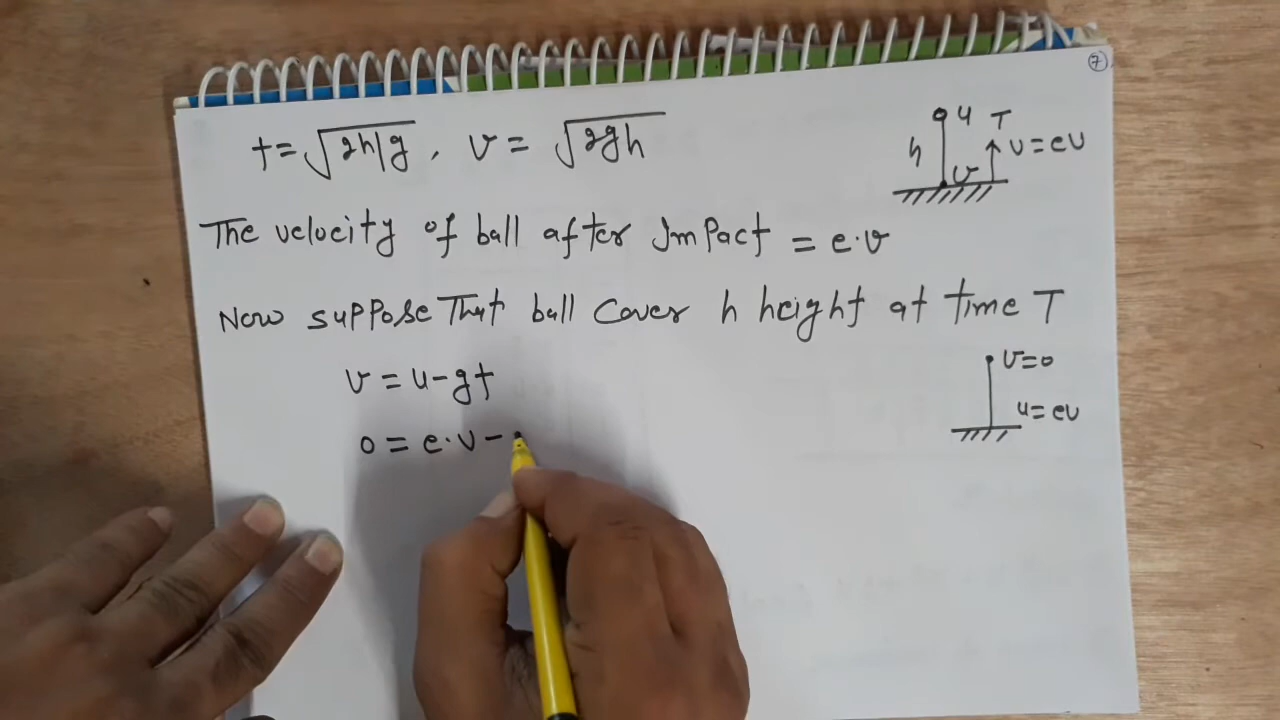 7
t = √2h/g , v = √2gh
u T
h v = eu
v
The velocity of ball after ImPact = e.v
Now suppose That ball Cover h height at time T
v = u - gt
v = 0
0 = e.v -
u = ev